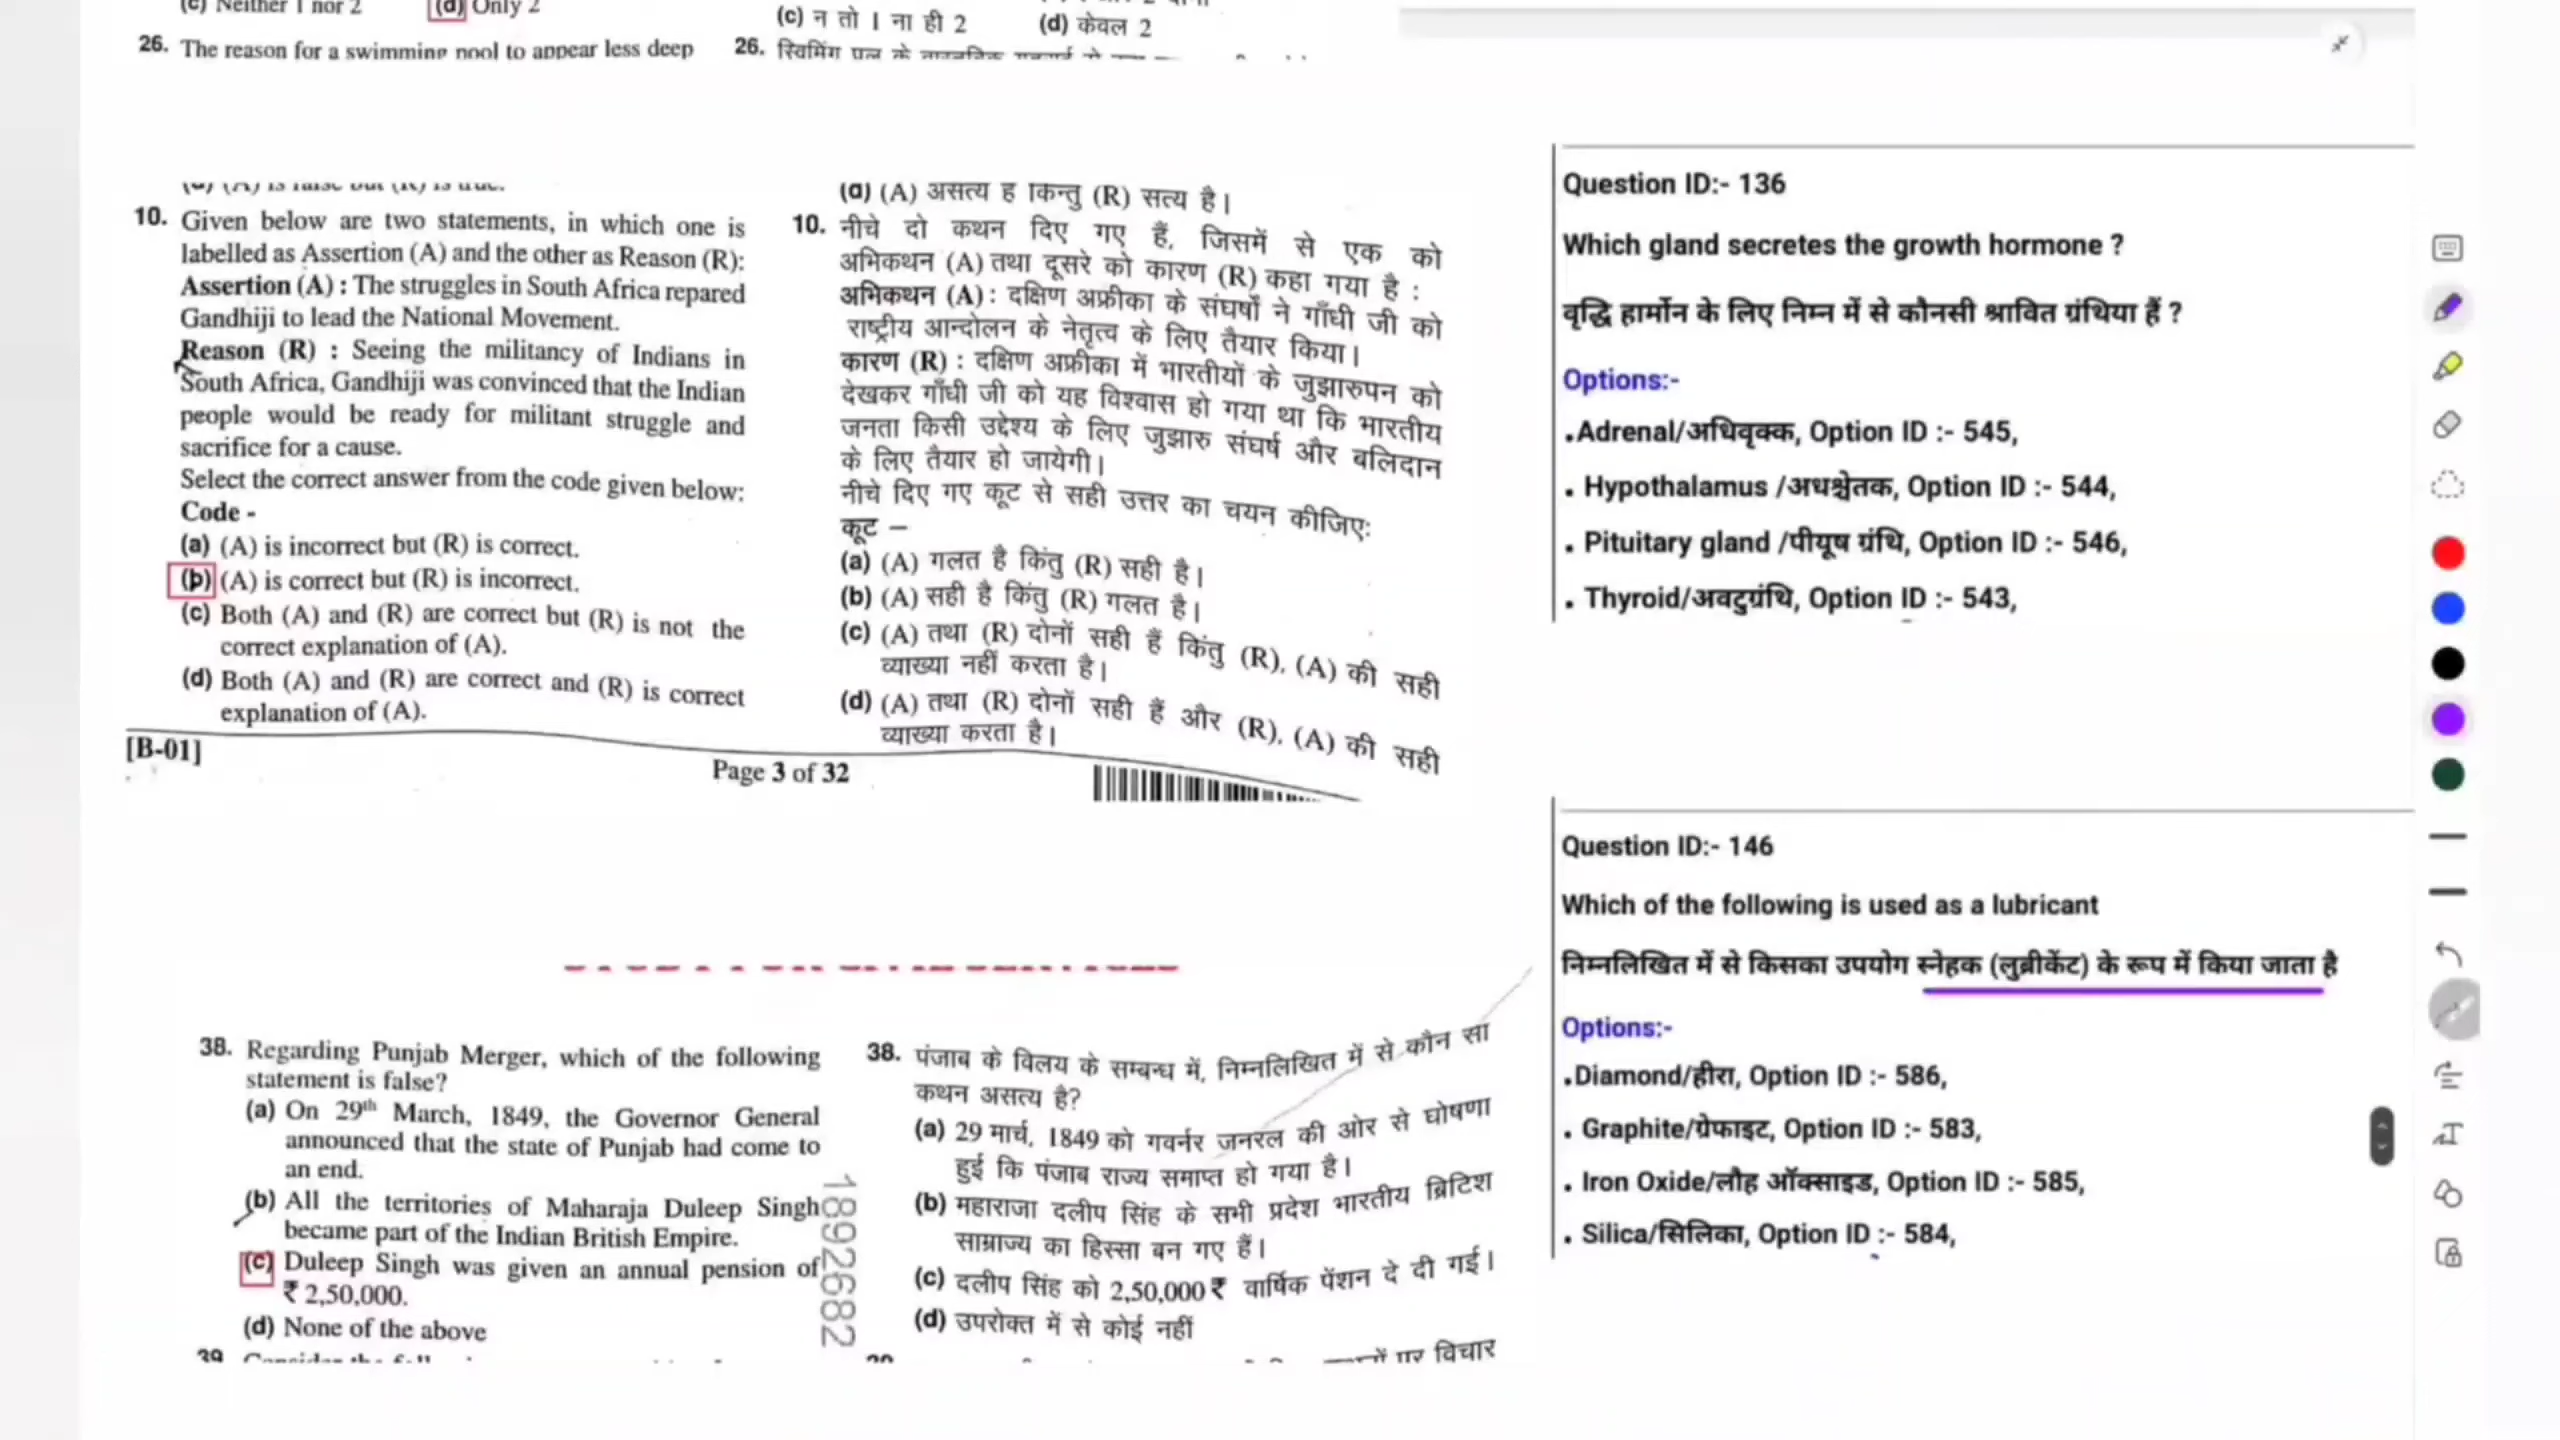 (c) Neither 1 nor 2
(d) Only 2
26. The reason for a swimming pool to appear less deep
(c) न तो 1 ना ही 2
(d) केवल 2
26. स्विमिंग पूल के
(d) (A) is false but (R) is true.
10. Given below are two statements, in which one is
labelled as Assertion (A) and the other as Reason (R):
Assertion (A) : The struggles in South Africa repared
Gandhiji to lead the National Movement.
Reason (R) : Seeing the militancy of Indians in
South Africa, Gandhiji was convinced that the Indian
people would be ready for militant struggle and
sacrifice for a cause.
Select the correct answer from the code given below:
Code -
(a) (A) is incorrect but (R) is correct.
(b) (A) is correct but (R) is incorrect.
(c) Both (A) and (R) are correct but (R) is not the
correct explanation of (A).
(d) Both (A) and (R) are correct and (R) is correct
explanation of (A).
[B-01]
Page 3 of 32
(d) (A) असत्य है किन्तु (R) सत्य है।
10. नीचे दो कथन दिए गए हैं, जिसमें से एक को
अभिकथन (A) तथा दूसरे को कारण (R) कहा गया है :
अभिकथन (A) : दक्षिण अफ्रीका के संघर्षों ने गाँधी जी को
राष्ट्रीय आन्दोलन के नेतृत्व के लिए तैयार किया।
कारण (R) : दक्षिण अफ्रीका में भारतीयों के जुझारुपन को
देखकर गाँधी जी को यह विश्वास हो गया था कि भारतीय
जनता किसी उद्देश्य के लिए जुझारु संघर्ष और बलिदान
के लिए तैयार हो जायेगी।
नीचे दिए गए कूट से सही उत्तर का चयन कीजिए:
कूट –
(a) (A) गलत है किंतु (R) सही है।
(b) (A) सही है किंतु (R) गलत है।
(c) (A) तथा (R) दोनों सही हैं किंतु (R), (A) की सही
व्याख्या नहीं करता है।
(d) (A) तथा (R) दोनों सही हैं और (R), (A) की सही
व्याख्या करता है।
38. Regarding Punjab Merger, which of the following
statement is false?
(a) On 29th March, 1849, the Governor General
announced that the state of Punjab had come to
an end.
(b) All the territories of Maharaja Duleep Singh
became part of the Indian British Empire.
(c) Duleep Singh was given an annual pension of
₹ 2,50,000.
(d) None of the above
39
1892682
38. पंजाब के विलय के सम्बन्ध में, निम्नलिखित में से कौन सा
कथन असत्य है?
(a) 29 मार्च, 1849 को गवर्नर जनरल की ओर से घोषणा
हुई कि पंजाब राज्य समाप्त हो गया है।
(b) महाराजा दलीप सिंह के सभी प्रदेश भारतीय ब्रिटिश
साम्राज्य का हिस्सा बन गए हैं।
(c) दलीप सिंह को 2,50,000₹ वार्षिक पेंशन दे दी गई।
(d) उपरोक्त में से कोई नहीं
पर विचार
Question ID:- 136
Which gland secretes the growth hormone ?
वृद्धि हार्मोन के लिए निम्न में से कौनसी श्रावित ग्रंथिया हैं ?
Options:-
.Adrenal/अधिवृक्क, Option ID :- 545,
. Hypothalamus /अधश्चेतक, Option ID :- 544,
. Pituitary gland /पीयूष ग्रंथि, Option ID :- 546,
. Thyroid/अवटुग्रंथि, Option ID :- 543,
Question ID:- 146
Which of the following is used as a lubricant
निम्नलिखित में से किसका उपयोग स्नेहक (लुब्रीकेंट) के रूप में किया जाता है
Options:-
.Diamond/हीरा, Option ID :- 586,
. Graphite/ग्रेफाइट, Option ID :- 583,
. Iron Oxide/लौह ऑक्साइड, Option ID :- 585,
. Silica/सिलिका, Option ID :- 584,